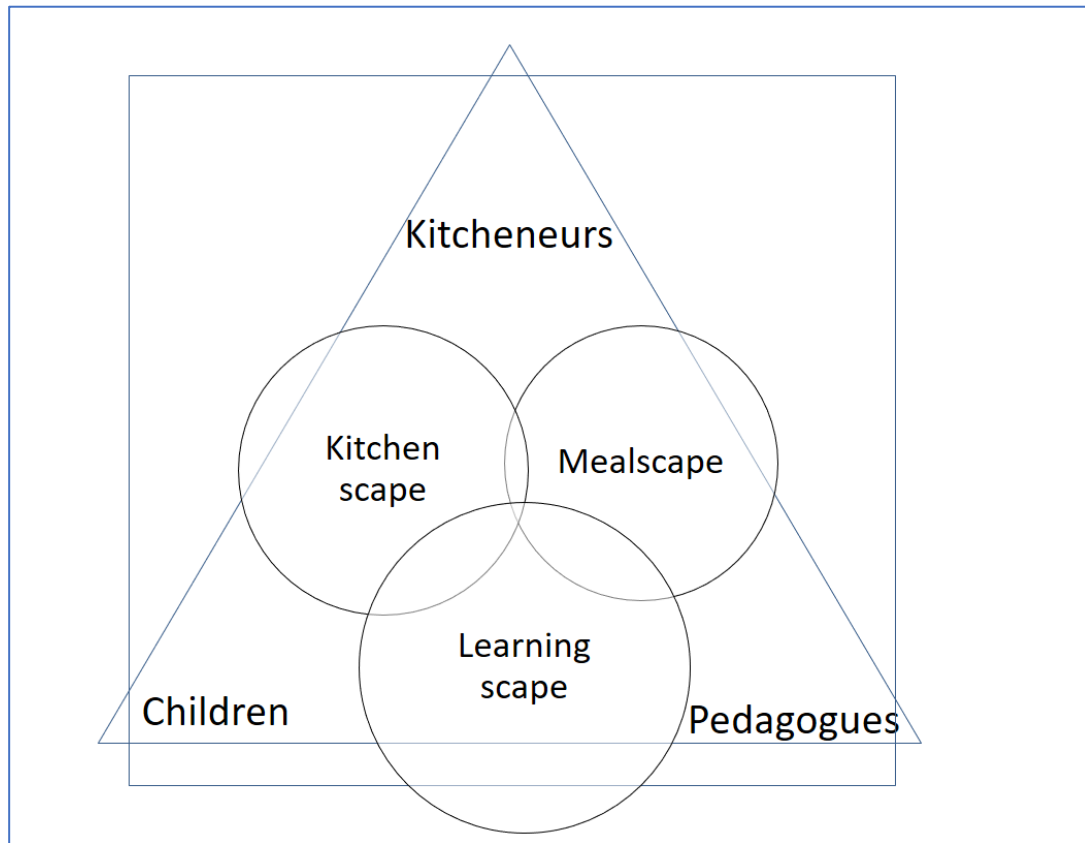 Kitcheneurs
Kitchen
scape
Mealscape
Learning
scape
Children
Pedagogues